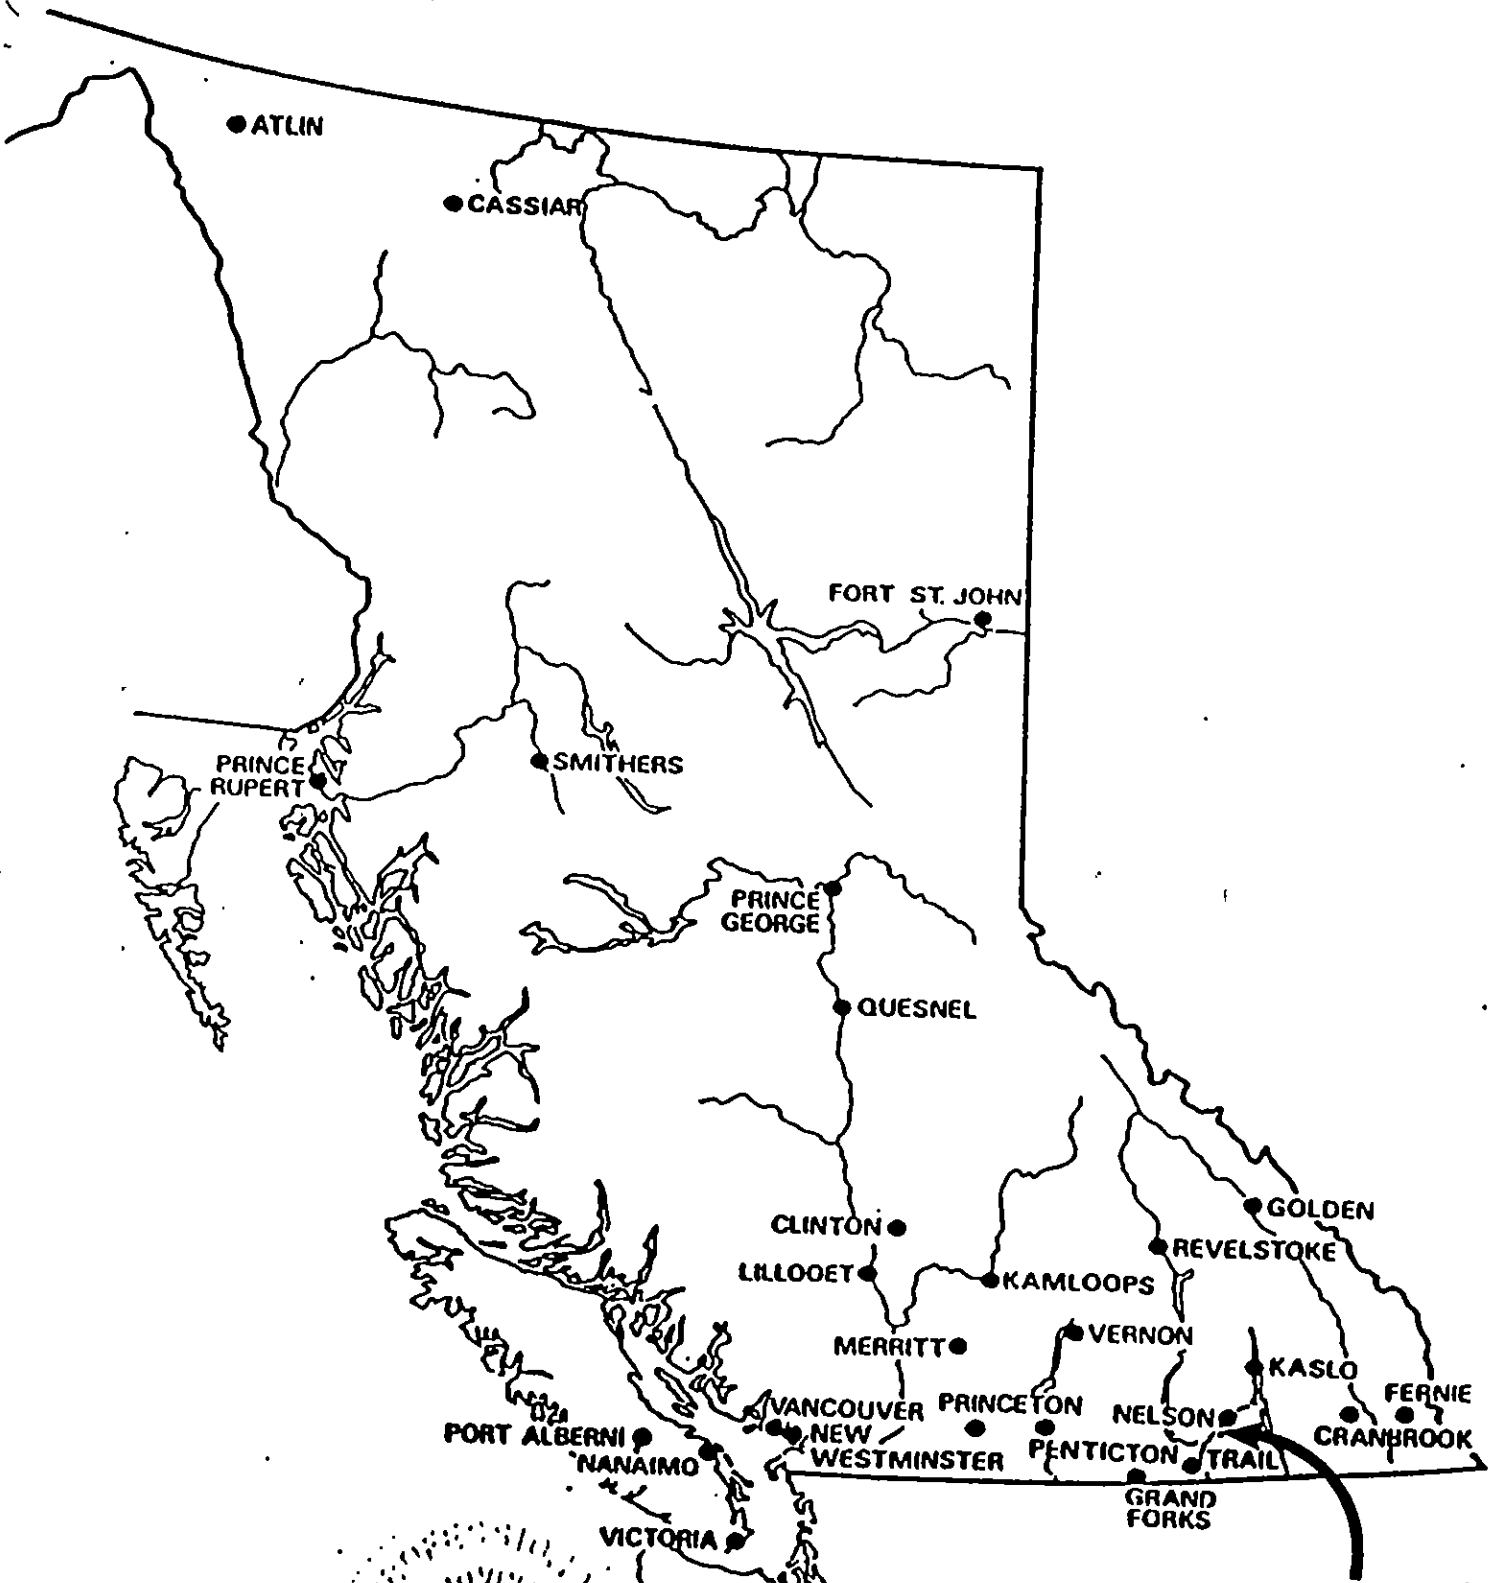 ATLIN
CASSIAR
FORT ST. JOHN
PRINCE
RUPERT
SMITHERS
PRINCE
GEORGE
QUESNEL
GOLDEN
CLINTON
REVELSTOKE
LILLOOET
KAMLOOPS
VERNON
MERRITT
KASLO
FERNIE
PRINCETON
VANCOUVER
NELSON
NEW
WESTMINSTER
CRANBROOK
PORT ALBERNI
PENTICTON
TRAIL
NANAIMO
GRAND
FORKS
VICTORIA